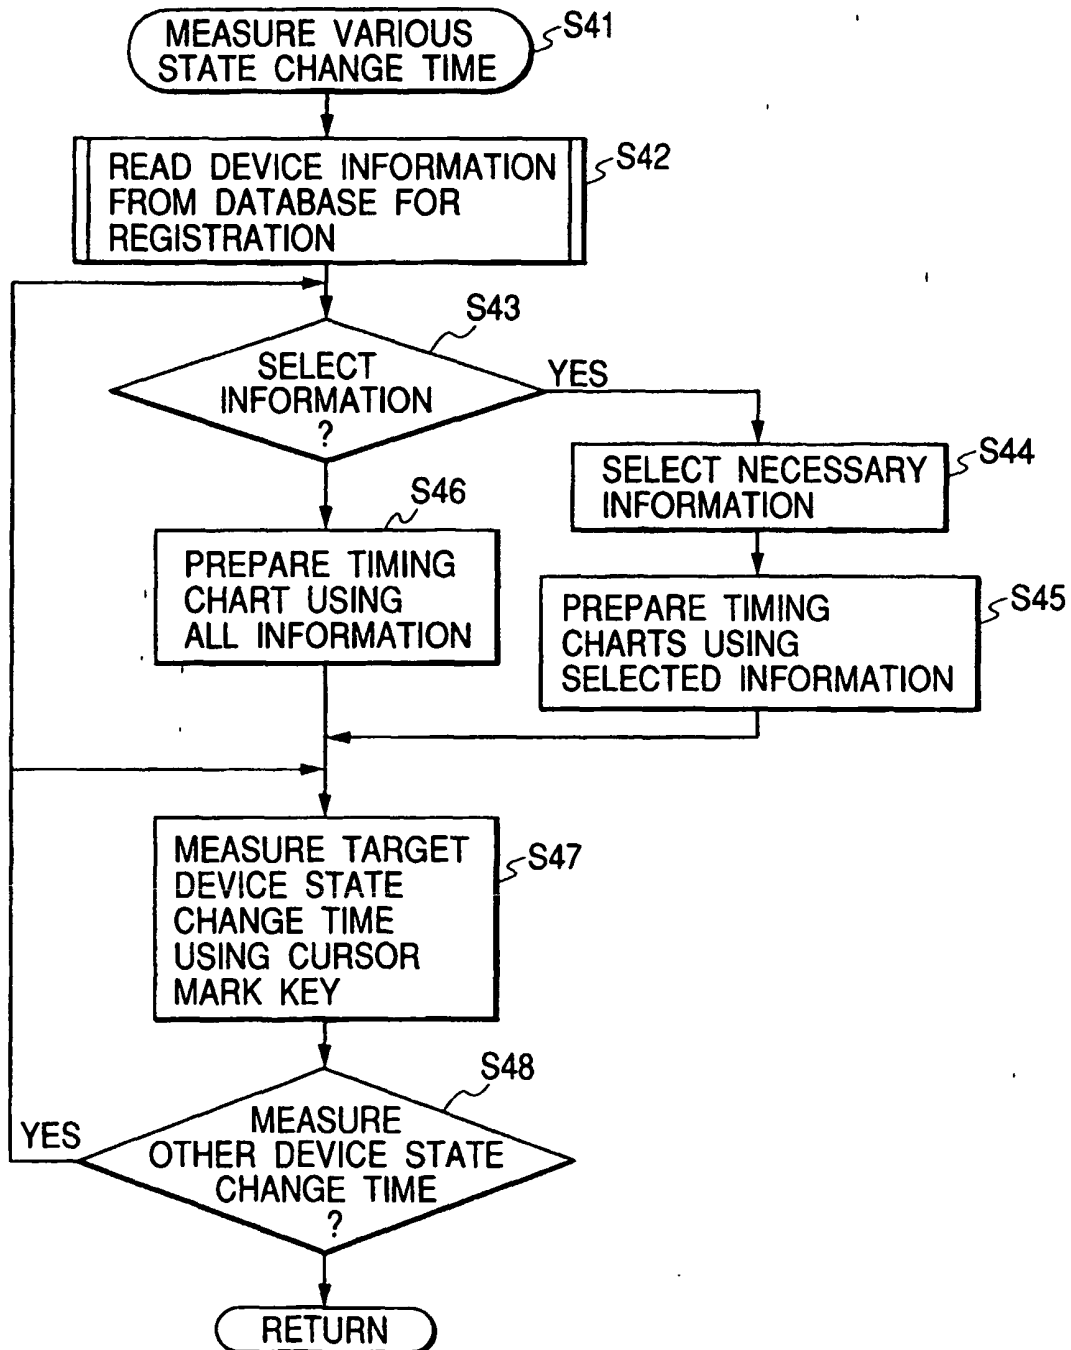 MEASURE VARIOUS
STATE CHANGE TIME
S41
READ DEVICE INFORMATION
FROM DATABASE FOR
REGISTRATION
S42
S43
SELECT
INFORMATION
?
YES
S44
SELECT NECESSARY
INFORMATION
S46
PREPARE TIMING
CHART USING
ALL INFORMATION
S45
PREPARE TIMING
CHARTS USING
SELECTED INFORMATION
MEASURE TARGET
DEVICE STATE
CHANGE TIME
USING CURSOR
MARK KEY
S47
S48
MEASURE
OTHER DEVICE STATE
CHANGE TIME
?
YES
RETURN